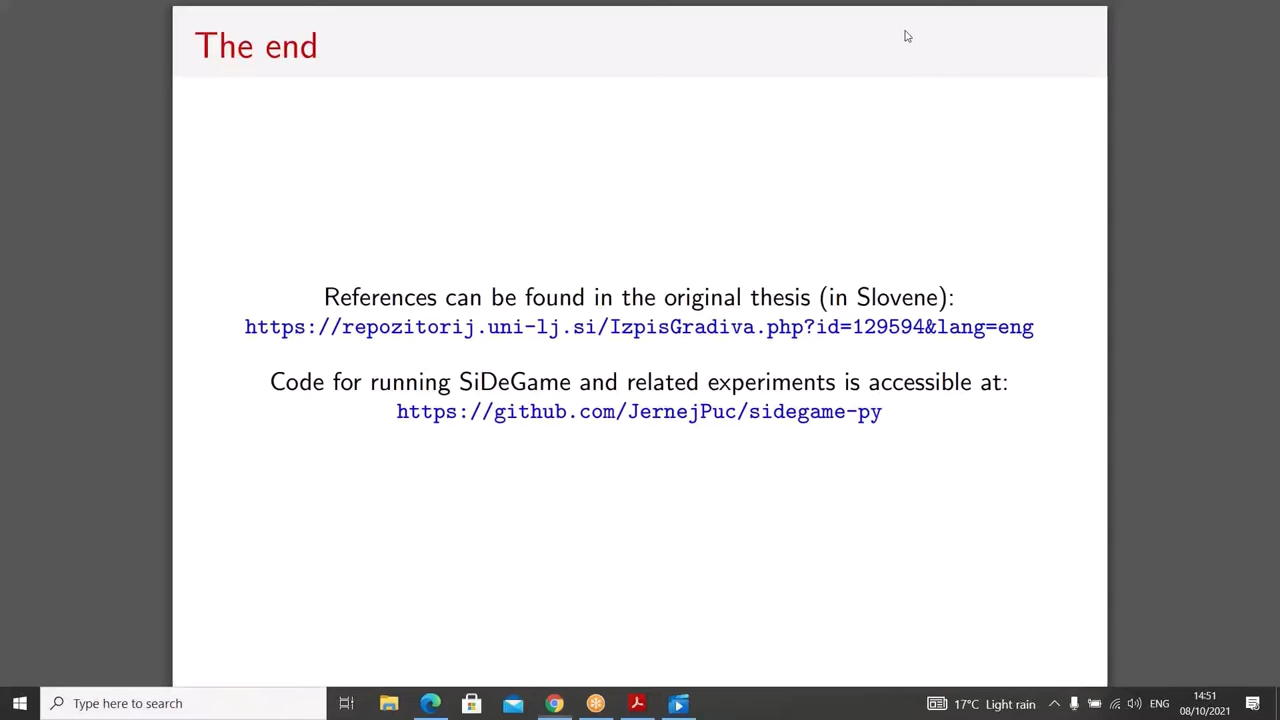 The end
References can be found in the original thesis (in Slovene):
https://repozitorij.uni-lj.si/IzpisGradiva.php?id=129594&lang=eng
Code for running SiDeGame and related experiments is accessible at:
https://github.com/JernejPuc/sidegame-py
Type here to search
17°C Light rain
ENG
14:51
08/10/2021